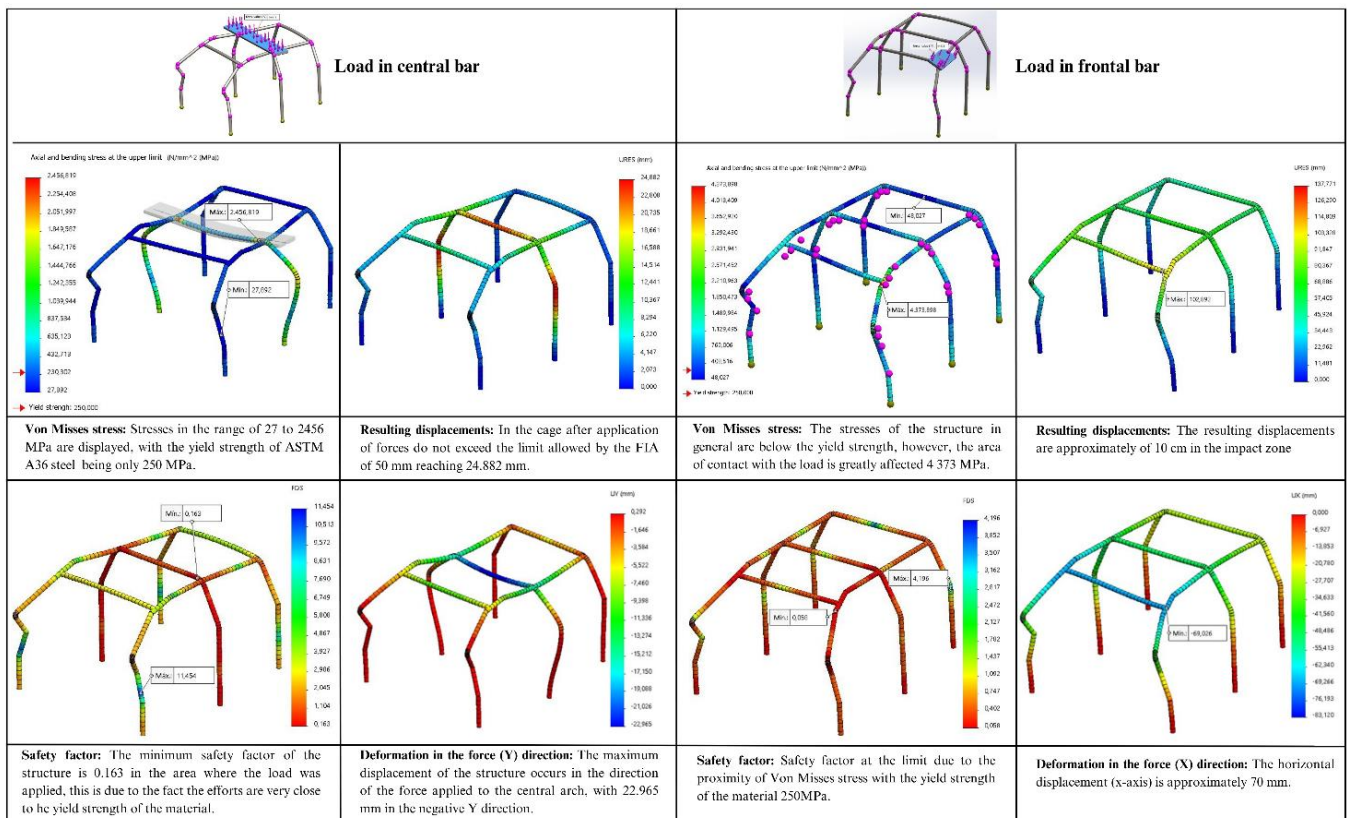 Load in central bar
Load in frontal bar
Axial and bending stress at the upper limit (N/mm^2 (MPa))
2.456,819
2.254,408
2.051,997
1.849,587
1.647,176
1.444,766
1.242,355
1.039,944
837,534
635,123
432,713
230,302
27,892
Yield strength: 250,000
Máx.: 2.456,819
Mín.: 27,892
URES (mm)
24,882
22,808
20,735
18,661
16,588
14,514
12,441
10,367
8,294
6,220
4,147
2,073
0,000
Axial and bending stress at the upper limit (N/mm^2 (MPa))
4.373,898
4.013,409
2.210,963
1.850,473
1.129,495
48,027
Mín.: 48,027
Máx.: 4.373,898
URES (mm)
137,771
103,328
68,886
57,405
45,924
34,443
22,962
11,481
0,000
Máx.:
Von Misses stress: Stresses in the range of 27 to 2456
MPa are displayed, with the yield strength of ASTM
A36 steel being only 250 MPa.
Resulting displacements: In the cage after application
of forces do not exceed the limit allowed by the FIA
of 50 mm reaching 24.882 mm.
Von Misses stress: The stresses of the structure in
general are below the yield strength, however, the area
of contact with the load is greatly affected 4 373 MPa.
Resulting displacements: The resulting displacements
are approximately of 10 cm in the impact zone
FDS
11,454
10,513
9,572
8,631
7,690
6,749
5,808
4,867
3,927
2,986
2,045
1,104
0,163
Mín.: 0,163
Máx.: 11,454
UY (mm)
0,292
-1,646
-3,584
-5,522
-7,460
-9,398
-11,336
-13,274
-15,212
-17,150
-19,088
-21,026
-22,965
FDS
4,196
3,852
3,507
3,162
2,817
2,472
2,127
1,782
1,437
1,092
0,747
0,402
0,058
Máx.: 4,196
Mín.: 0,058
UX (mm)
0,000
-6,927
-13,853
-20,780
-27,707
-34,633
-41,560
-48,486
-55,413
-62,340
-69,266
-76,193
-83,120
Mín.: -69,026
Safety factor: The minimum safety factor of the
structure is 0.163 in the area where the load was
applied, this is due to the fact the efforts are very close
to he yield strength of the material.
Deformation in the force (Y) direction: The maximum
displacement of the structure occurs in the direction
of the force applied to the central arch, with 22.965
mm in the negative Y direction.
Safety factor: Safety factor at the limit due to the
proximity of Von Misses stress with the yield strength
of the material 250MPa.
Deformation in the force (X) direction: The horizontal
displacement (x-axis) is approximately 70 mm.